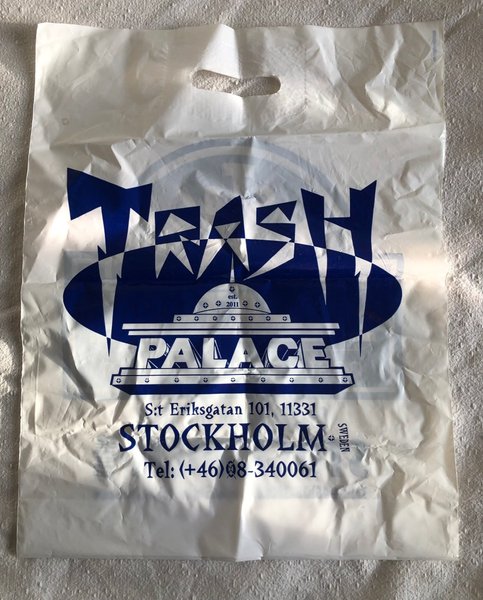 TRASH
est.
2011
PALACE
S:t Eriksgatan 101, 11331
STOCKHOLM
SWEDEN
Tel: (+46)08-340061